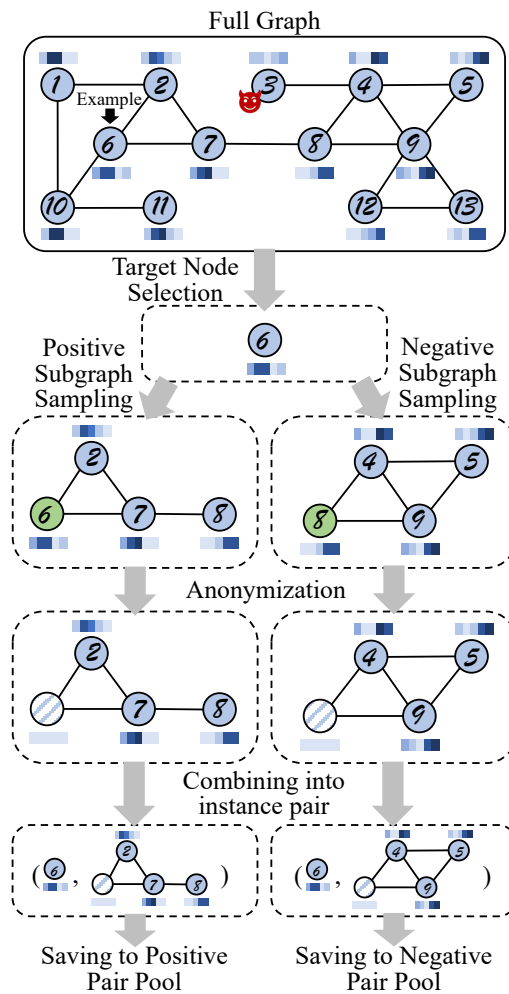 Full Graph
1 2 3 4 5
Example
6 7 8 9
10 11 12 13
Target Node
Selection
6
Positive
Subgraph
Sampling
Negative
Subgraph
Sampling
2
6 7 8
4 5
8 9
Anonymization
2
7 8
4 5
9
Combining into
instance pair
2
( 6 , 7 8 )
4 5
( 6 , 9 )
Saving to Positive
Pair Pool
Saving to Negative
Pair Pool